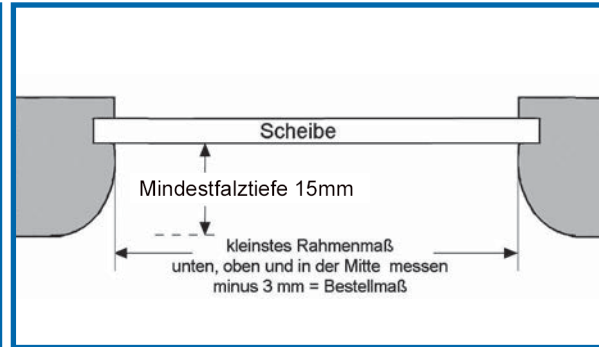 Scheibe
Mindestfalztiefe 15mm
kleinstes Rahmenmaß
unten, oben und in der Mitte messen
minus 3 mm = Bestellmaß